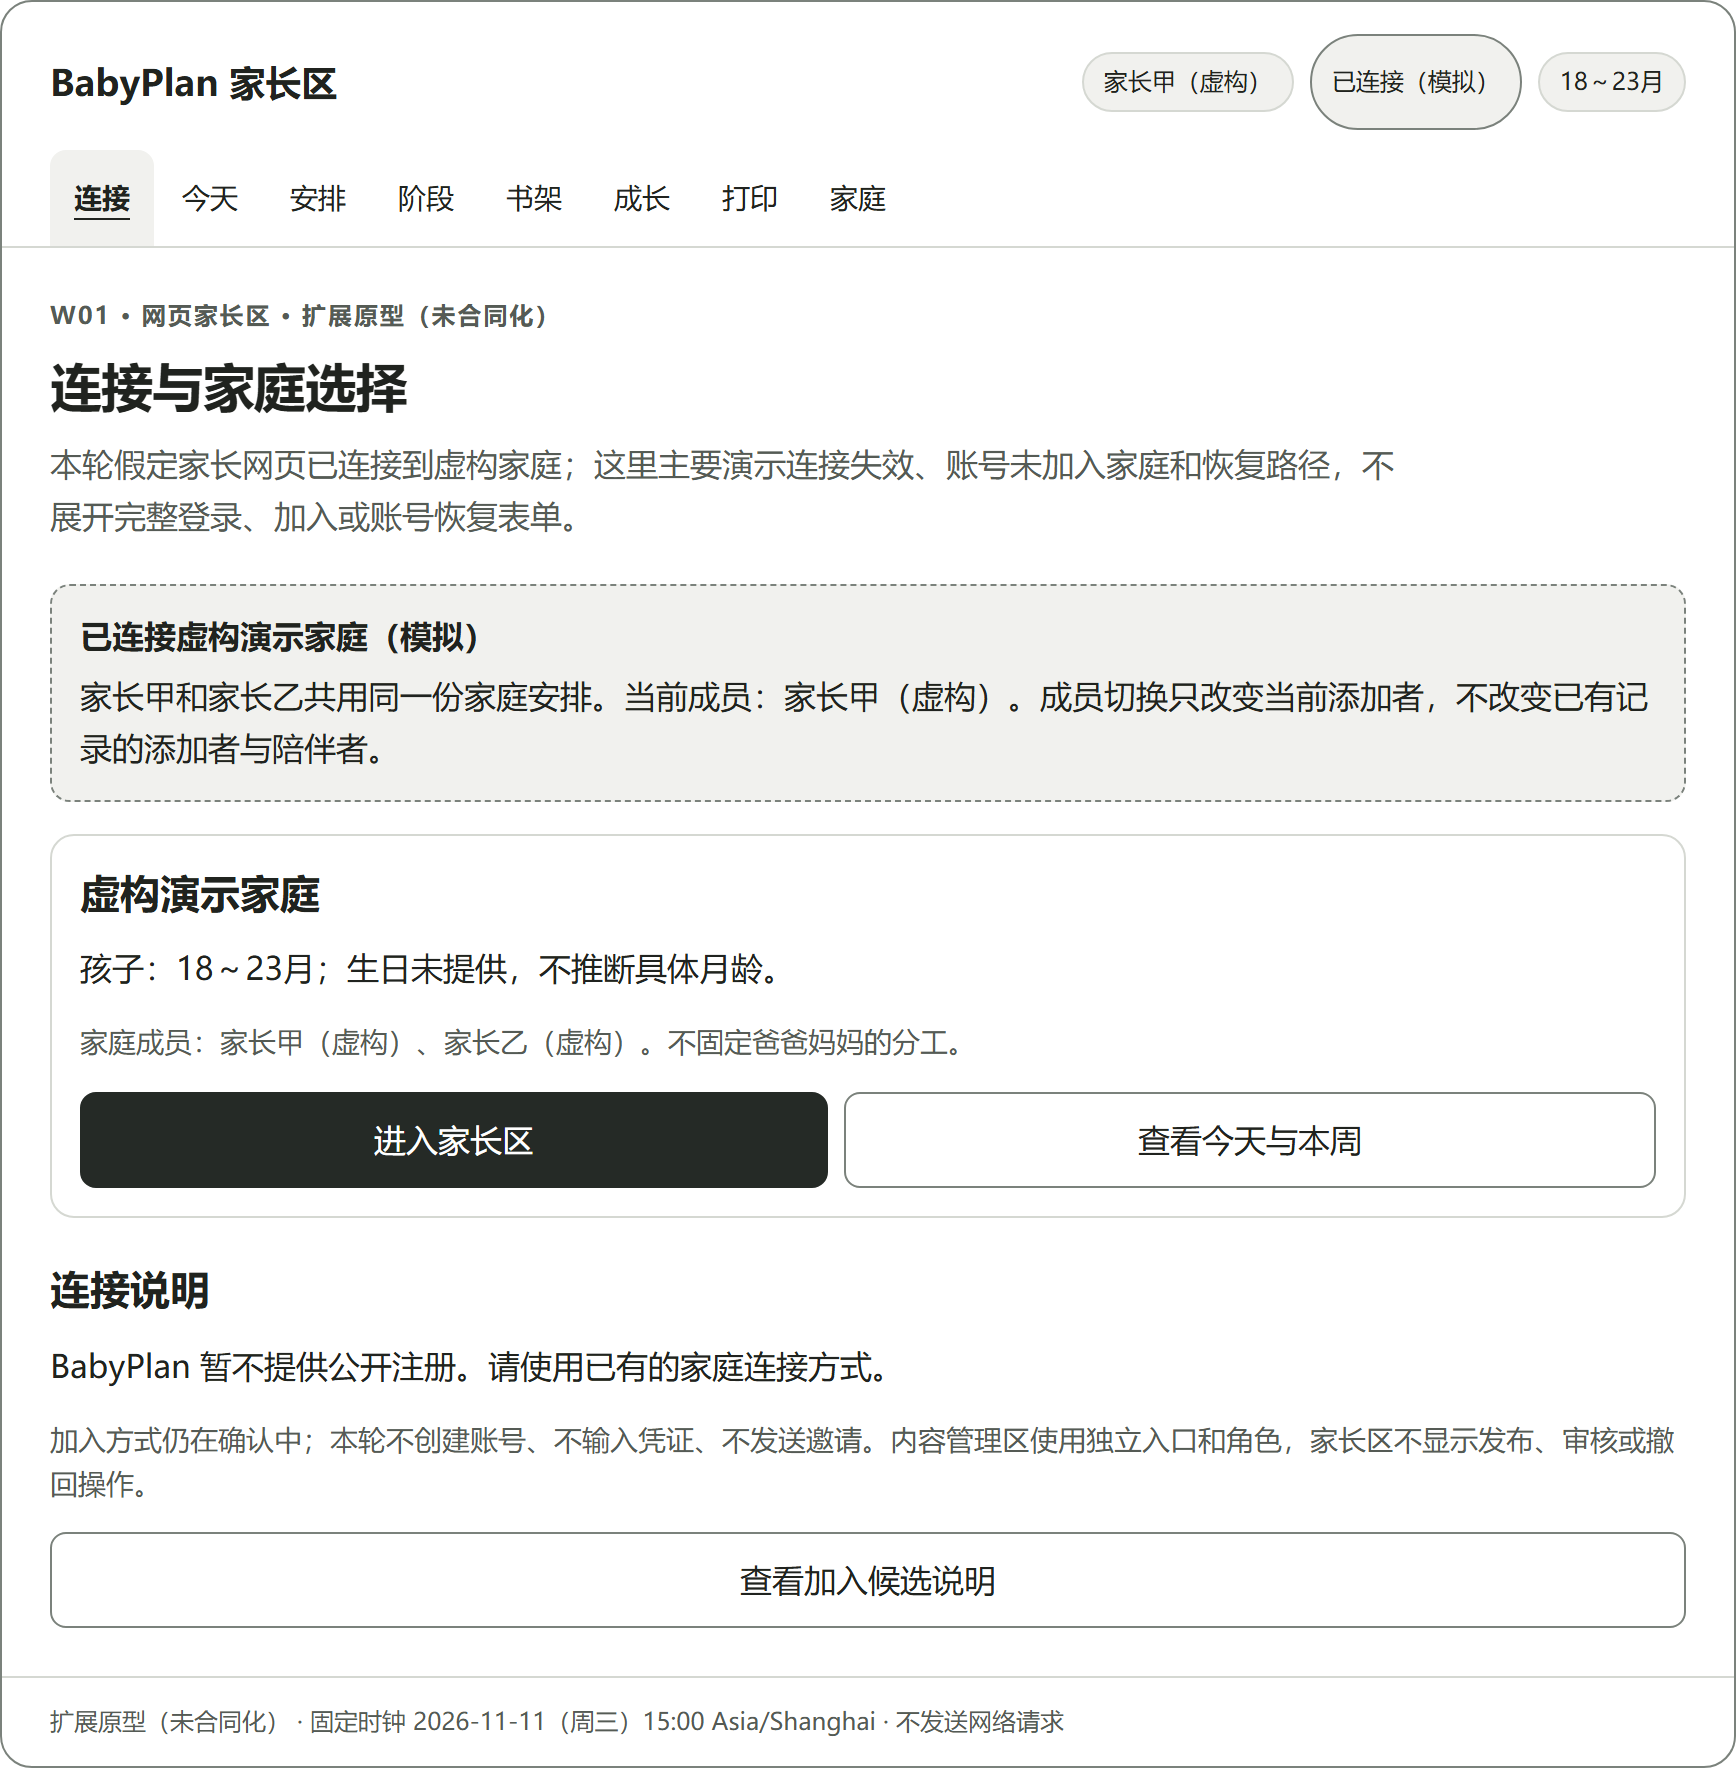 BabyPlan 家长区
家长甲（虚构）
已连接（模拟）
18～23月
连接
今天
安排
阶段
书架
成长
打印
家庭
W01 • 网页家长区 • 扩展原型（未合同化）
连接与家庭选择
本轮假定家长网页已连接到虚构家庭；这里主要演示连接失效、账号未加入家庭和恢复路径，不
展开完整登录、加入或账号恢复表单。
已连接虚构演示家庭（模拟）
家长甲和家长乙共用同一份家庭安排。当前成员：家长甲（虚构）。成员切换只改变当前添加者，不改变已有记
录的添加者与陪伴者。
虚构演示家庭
孩子：18～23月；生日未提供，不推断具体月龄。
家庭成员：家长甲（虚构）、家长乙（虚构）。不固定爸爸妈妈的分工。
进入家长区
查看今天与本周
连接说明
BabyPlan 暂不提供公开注册。请使用已有的家庭连接方式。
加入方式仍在确认中；本轮不创建账号、不输入凭证、不发送邀请。内容管理区使用独立入口和角色，家长区不显示发布、审核或撤
回操作。
查看加入候选说明
扩展原型（未合同化） · 固定时钟 2026-11-11（周三）15:00 Asia/Shanghai · 不发送网络请求